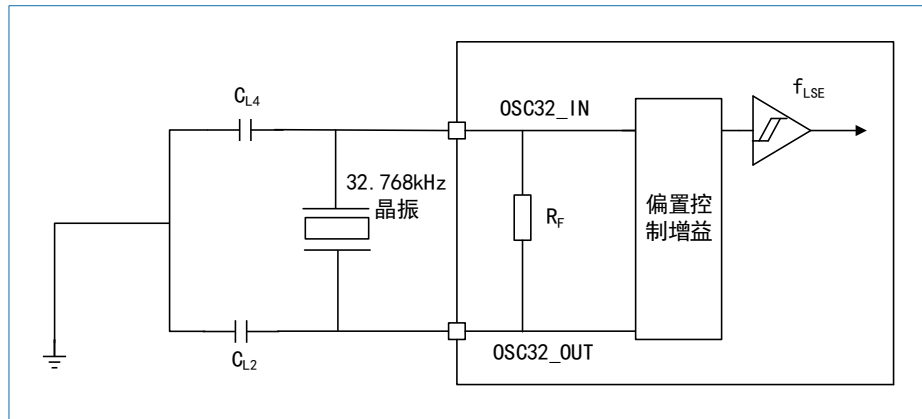 f_LSE
C_L4
OSC32_IN
32.768kHz
晶振
R_F
偏置控
制增益
C_L2
OSC32_OUT